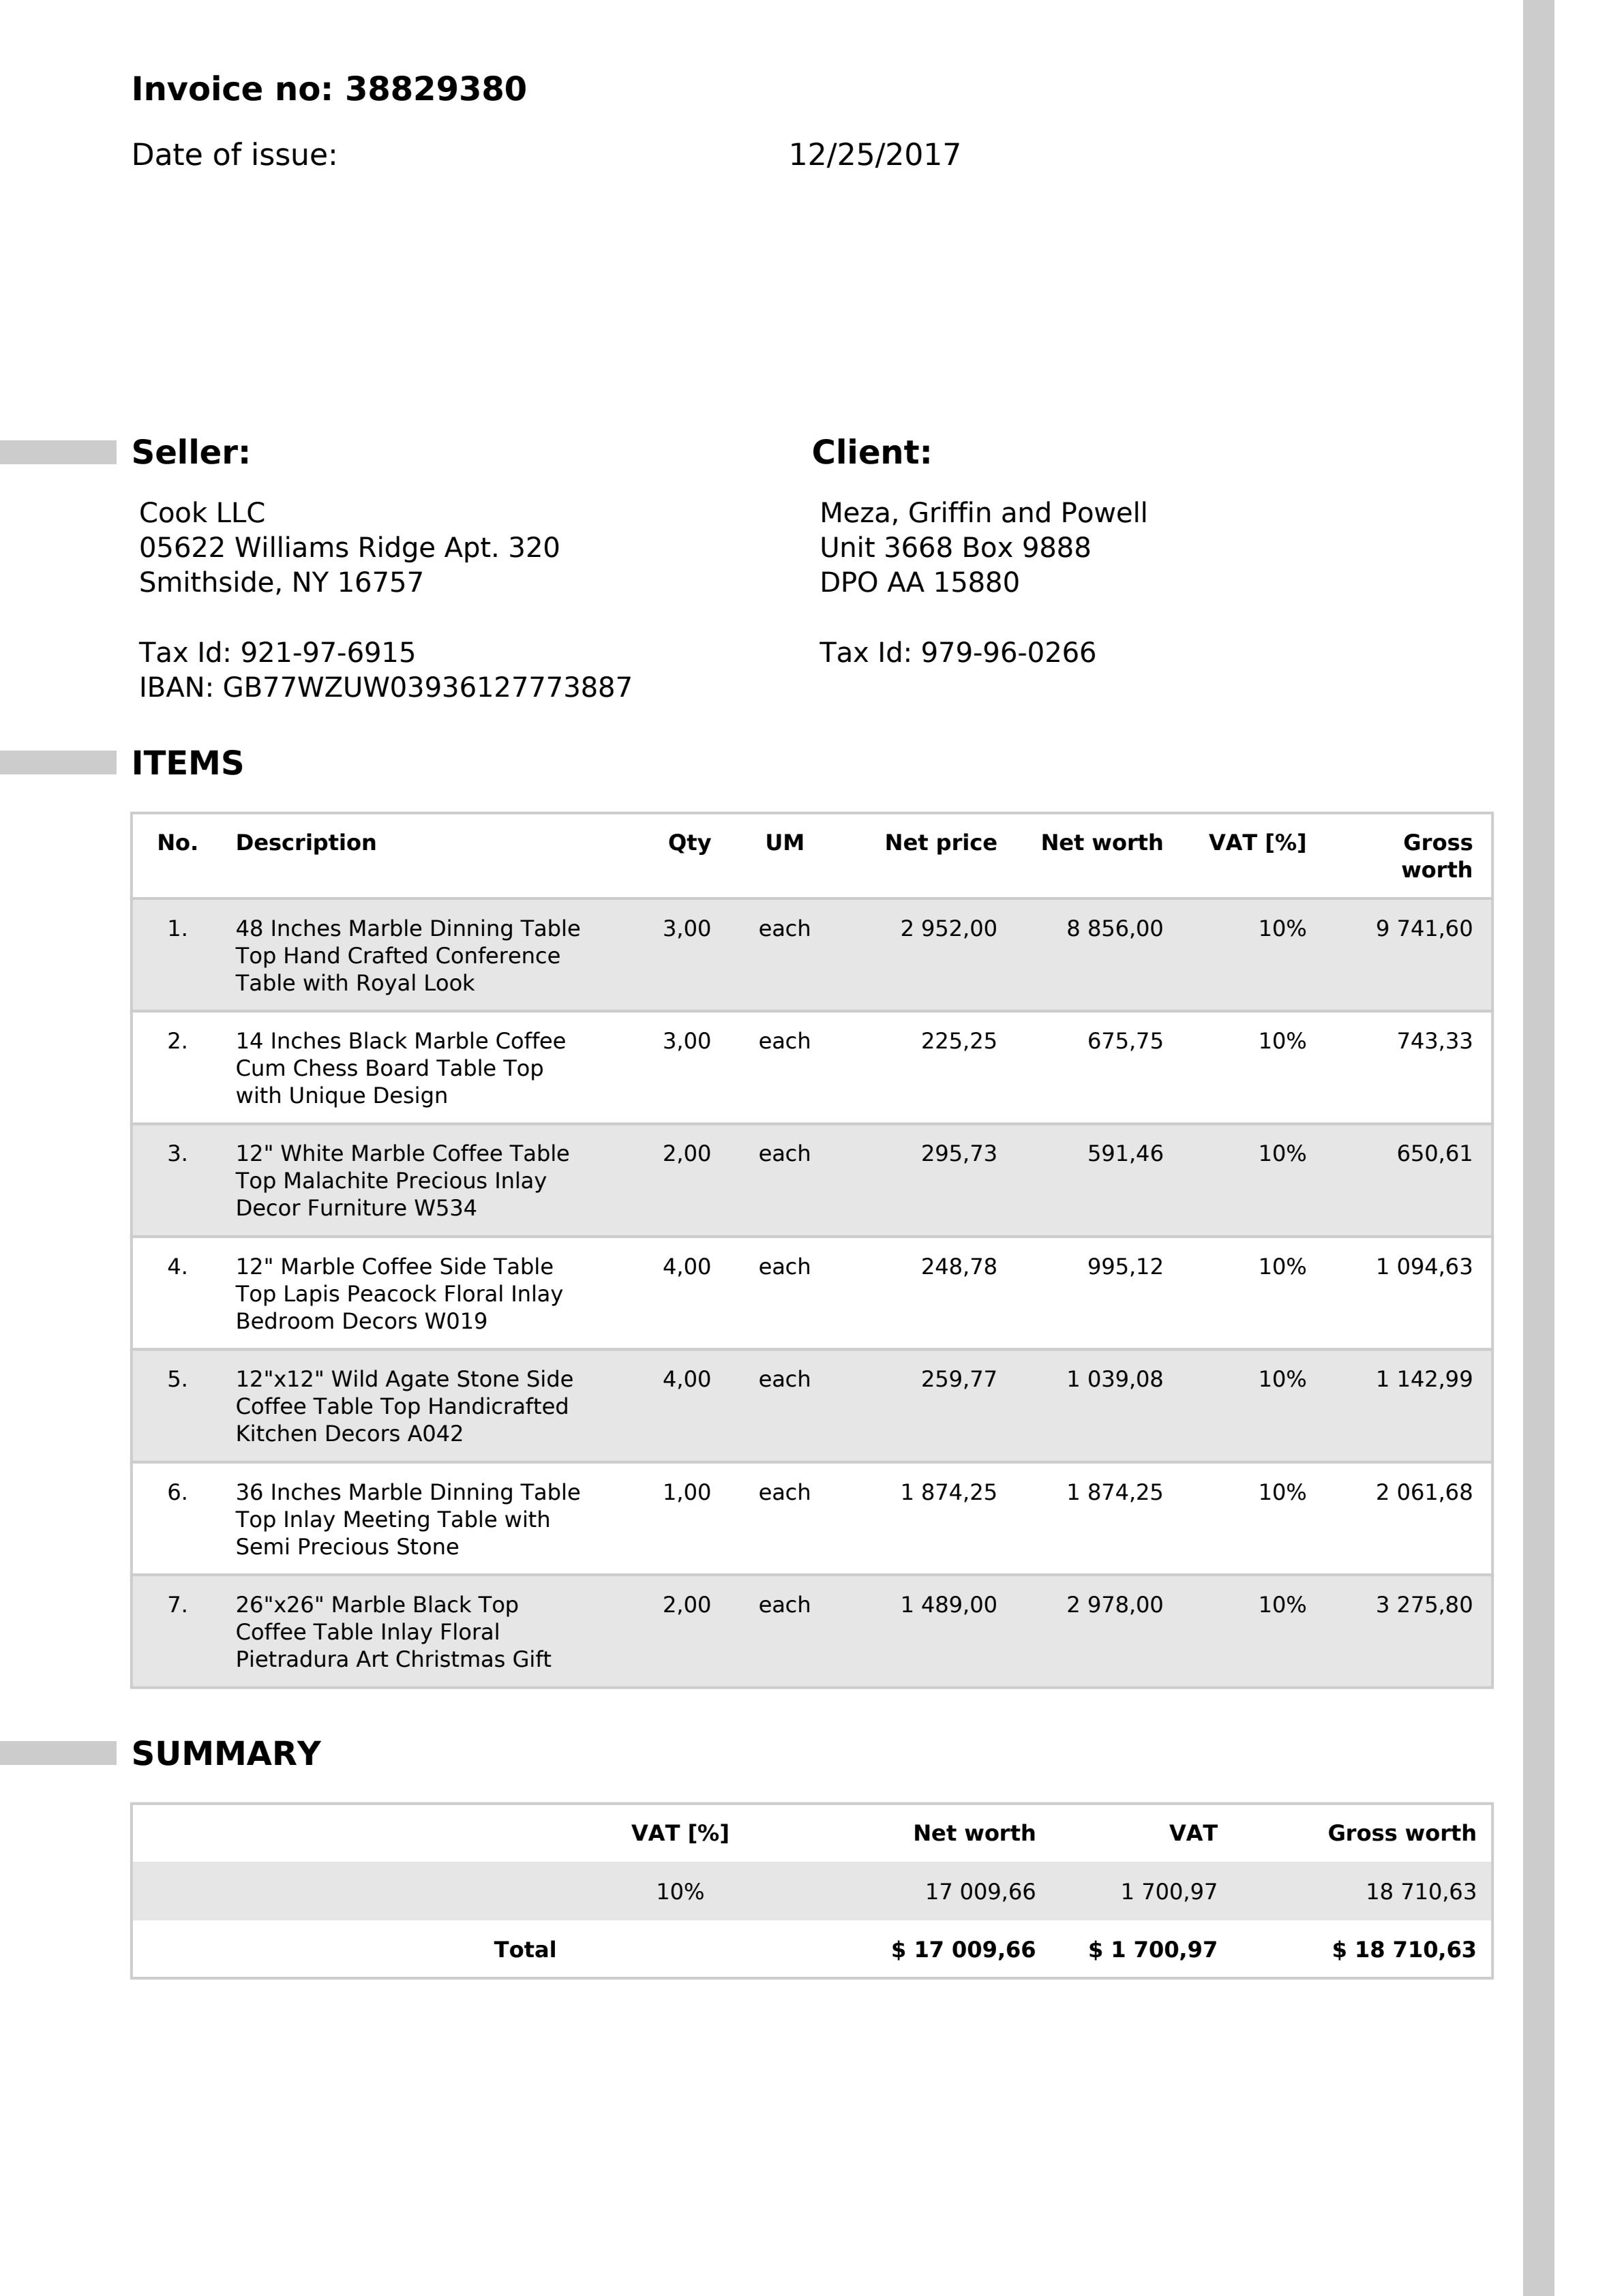 Invoice no: 38829380
Date of issue: 12/25/2017
Seller: Client:
Cook LLC Meza, Griffin and Powell
05622 Williams Ridge Apt. 320 Unit 3668 Box 9888
Smithside, NY 16757 DPO AA 15880
Tax Id: 921-97-6915 Tax Id: 979-96-0266
IBAN: GB77WZUW03936127773887
ITEMS
No. Description Qty UM Net price Net worth VAT [%] Gross
worth
1. 48 Inches Marble Dinning Table 3,00 each 2 952,00 8 856,00 10% 9 741,60
Top Hand Crafted Conference
Table with Royal Look
2. 14 Inches Black Marble Coffee 3,00 each 225,25 675,75 10% 743,33
Cum Chess Board Table Top
with Unique Design
3. 12" White Marble Coffee Table 2,00 each 295,73 591,46 10% 650,61
Top Malachite Precious Inlay
Decor Furniture W534
4. 12" Marble Coffee Side Table 4,00 each 248,78 995,12 10% 1 094,63
Top Lapis Peacock Floral Inlay
Bedroom Decors W019
5. 12"x12" Wild Agate Stone Side 4,00 each 259,77 1 039,08 10% 1 142,99
Coffee Table Top Handicrafted
Kitchen Decors A042
6. 36 Inches Marble Dinning Table 1,00 each 1 874,25 1 874,25 10% 2 061,68
Top Inlay Meeting Table with
Semi Precious Stone
7. 26"x26" Marble Black Top 2,00 each 1 489,00 2 978,00 10% 3 275,80
Coffee Table Inlay Floral
Pietradura Art Christmas Gift
SUMMARY
VAT [%] Net worth VAT Gross worth
10% 17 009,66 1 700,97 18 710,63
Total $ 17 009,66 $ 1 700,97 $ 18 710,63